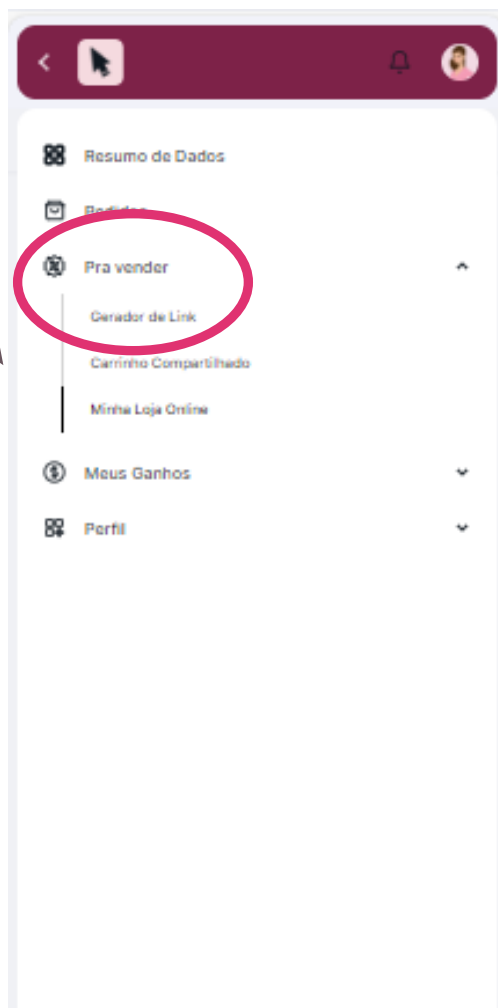 Resumo de Dados
Pedidos
Pra vender
Gerador de Link
Carrinho Compartilhado
Minha Loja Online
Meus Ganhos
Perfil